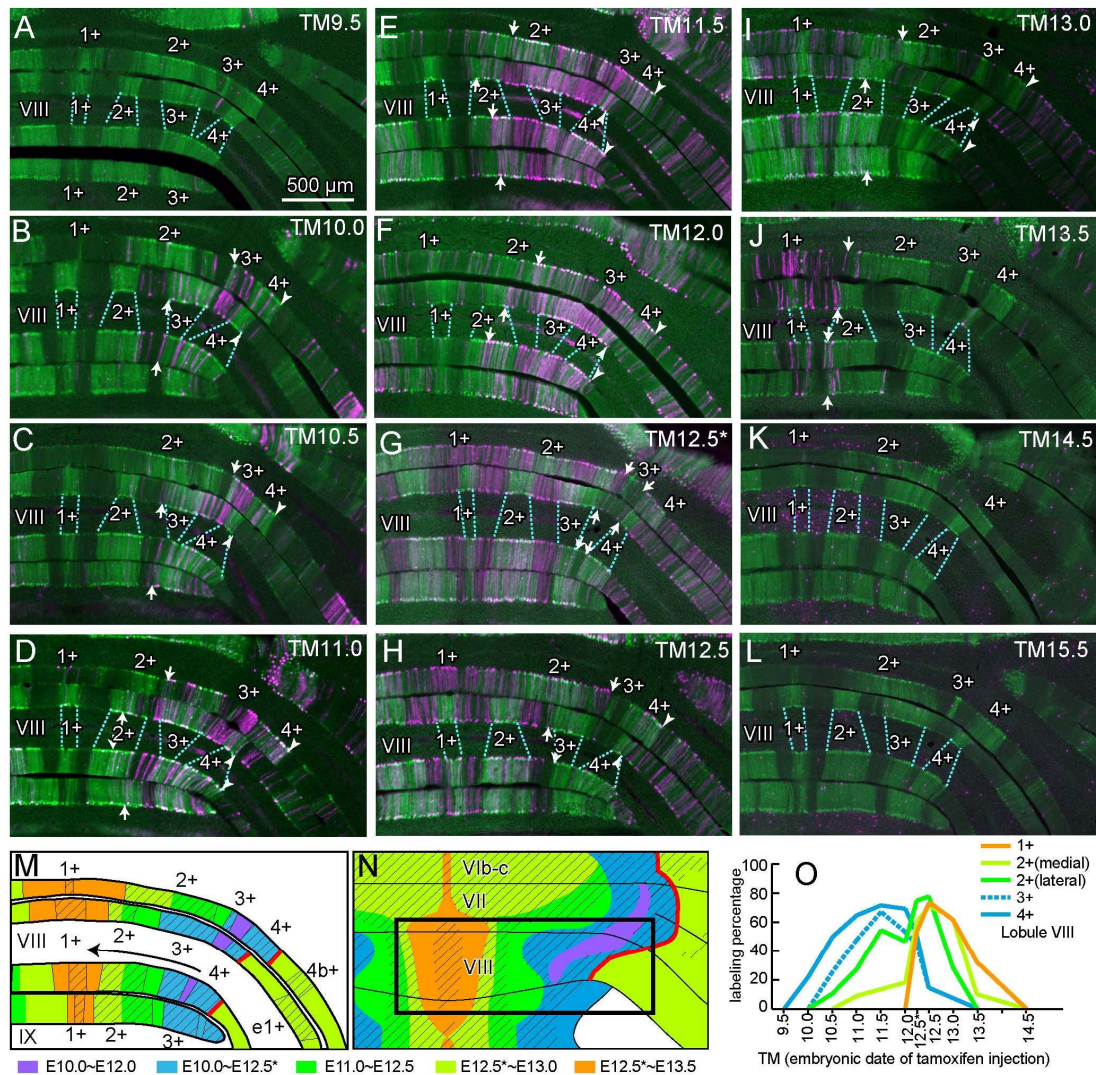 A TM9.5
1+ 2+ 3+ 4+
VIII 1+ 2+ 3+ 4+
1+ 2+ 3+
500 µm
B TM10.0
1+ 2+ 3+ 4+
VIII 1+ 2+ 3+ 4+
C TM10.5
1+ 2+ 3+ 4+
VIII 1+ 2+ 3+ 4+
D TM11.0
1+ 2+ 3+ 4+
VIII 1+ 2+ 3+ 4+
E TM11.5
1+ 2+ 3+ 4+
VIII 1+ 2+ 3+ 4+
F TM12.0
1+ 2+ 3+ 4+
VIII 1+ 2+ 3+ 4+
G TM12.5*
1+ 2+ 3+ 4+
VIII 1+ 2+ 3+ 4+
H TM12.5
1+ 2+ 3+ 4+
VIII 1+ 2+ 3+ 4+
I TM13.0
1+ 2+ 3+ 4+
VIII 1+ 2+ 3+ 4+
J TM13.5
1+ 2+ 3+ 4+
VIII 1+ 2+ 3+ 4+
K TM14.5
1+ 2+ 3+ 4+
VIII 1+ 2+ 3+ 4+
L TM15.5
1+ 2+ 3+ 4+
VIII 1+ 2+ 3+ 4+
M
1+ 2+ 3+ 4+
VIII 1+ 2+ 3+ 4+ 4b+
e1+
IX 1+ 2+ 3+
N
VIb-c
VII
VIII
E10.0~E12.0 E10.0~E12.5* E11.0~E12.5 E12.5*~E13.0 E12.5*~E13.5
O
1+
2+(medial)
2+(lateral)
3+
4+
Lobule VIII
labeling percentage
100
80
60
40
20
0
9.5 10.0 10.5 11.0 11.5 12.0 12.5* 12.5 13.0 13.5 14.5
TM (embryonic date of tamoxifen injection)